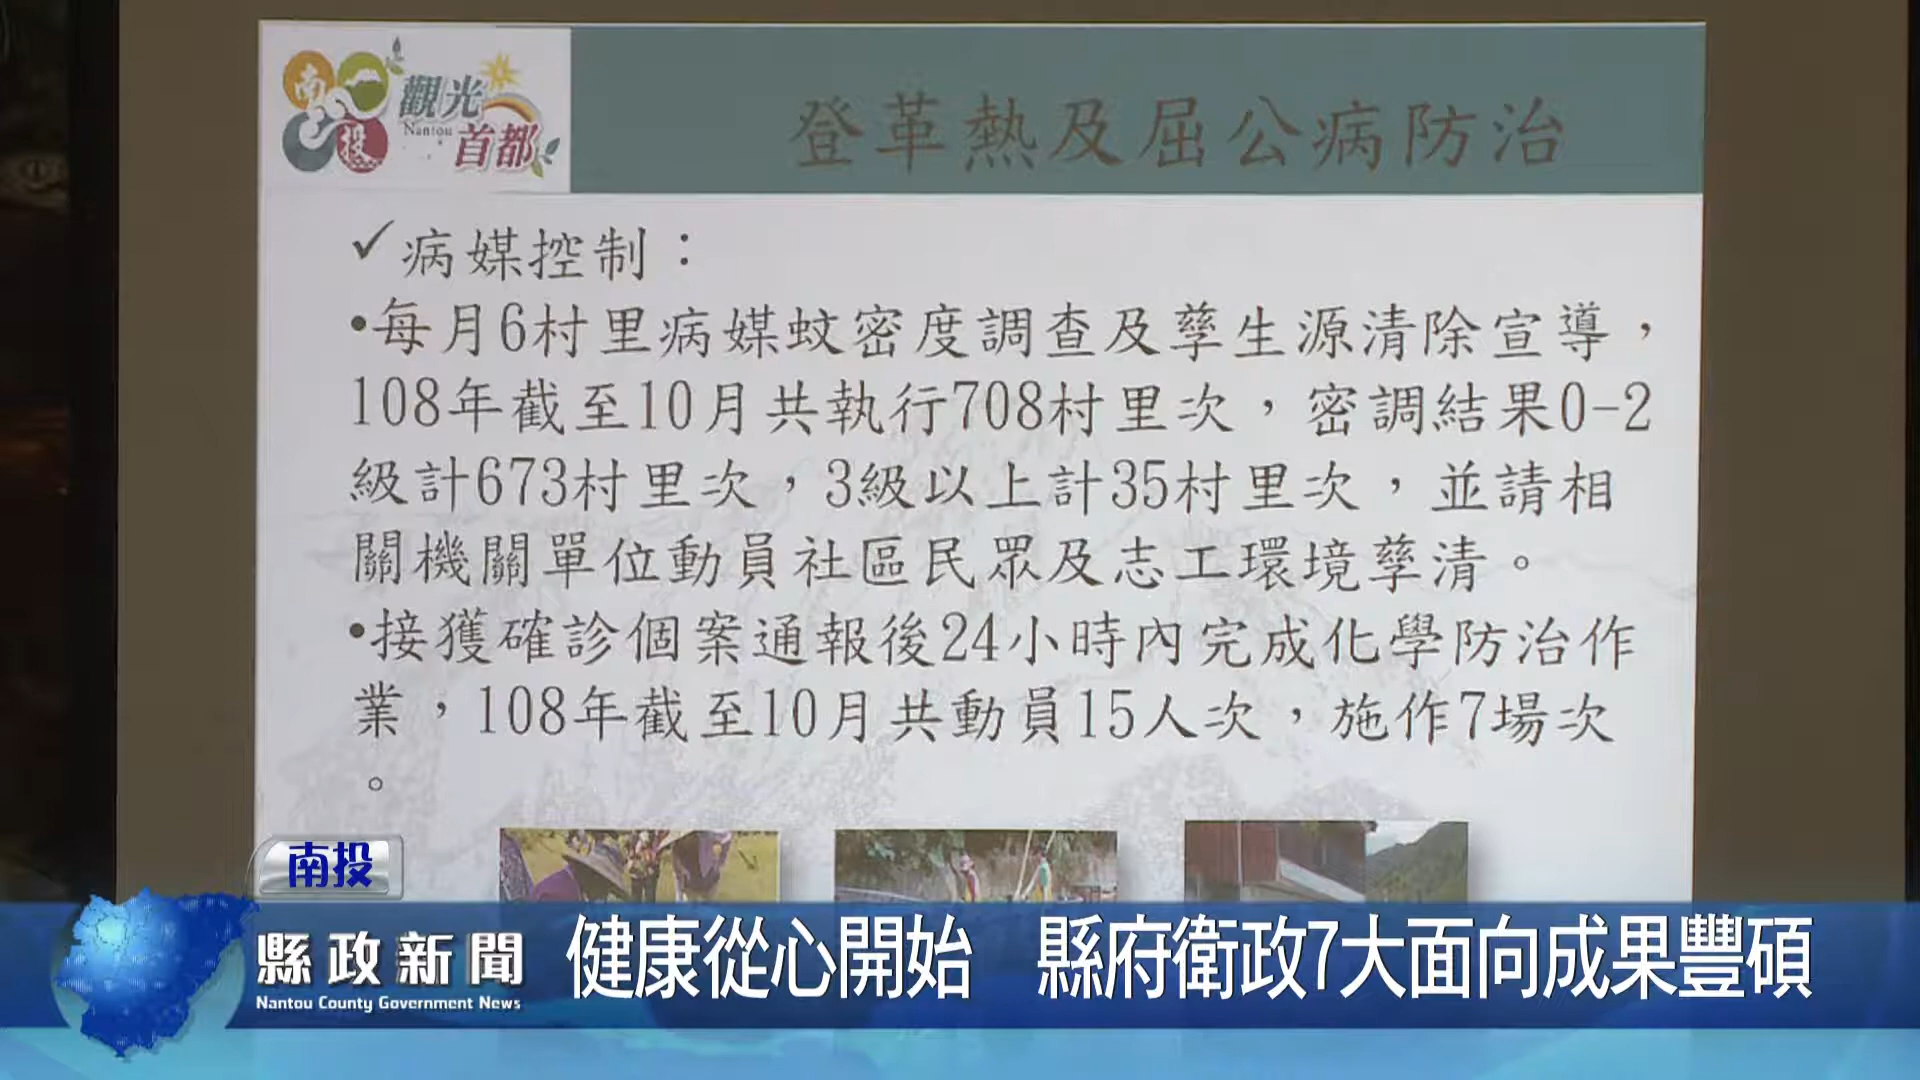 南投
觀光
Nantou
首都
登革熱及屈公病防治
✓病媒控制：
•每月6村里病媒蚊密度調查及孳生源清除宣導，
108年截至10月共執行708村里次，密調結果0-2
級計673村里次，3級以上計35村里次，並請相
關機關單位動員社區民眾及志工環境孳清。
•接獲確診個案通報後24小時內完成化學防治作
業，108年截至10月共動員15人次，施作7場次
。
南投
縣政新聞
Nantou County Government News
健康從心開始 縣府衛政7大面向成果豐碩